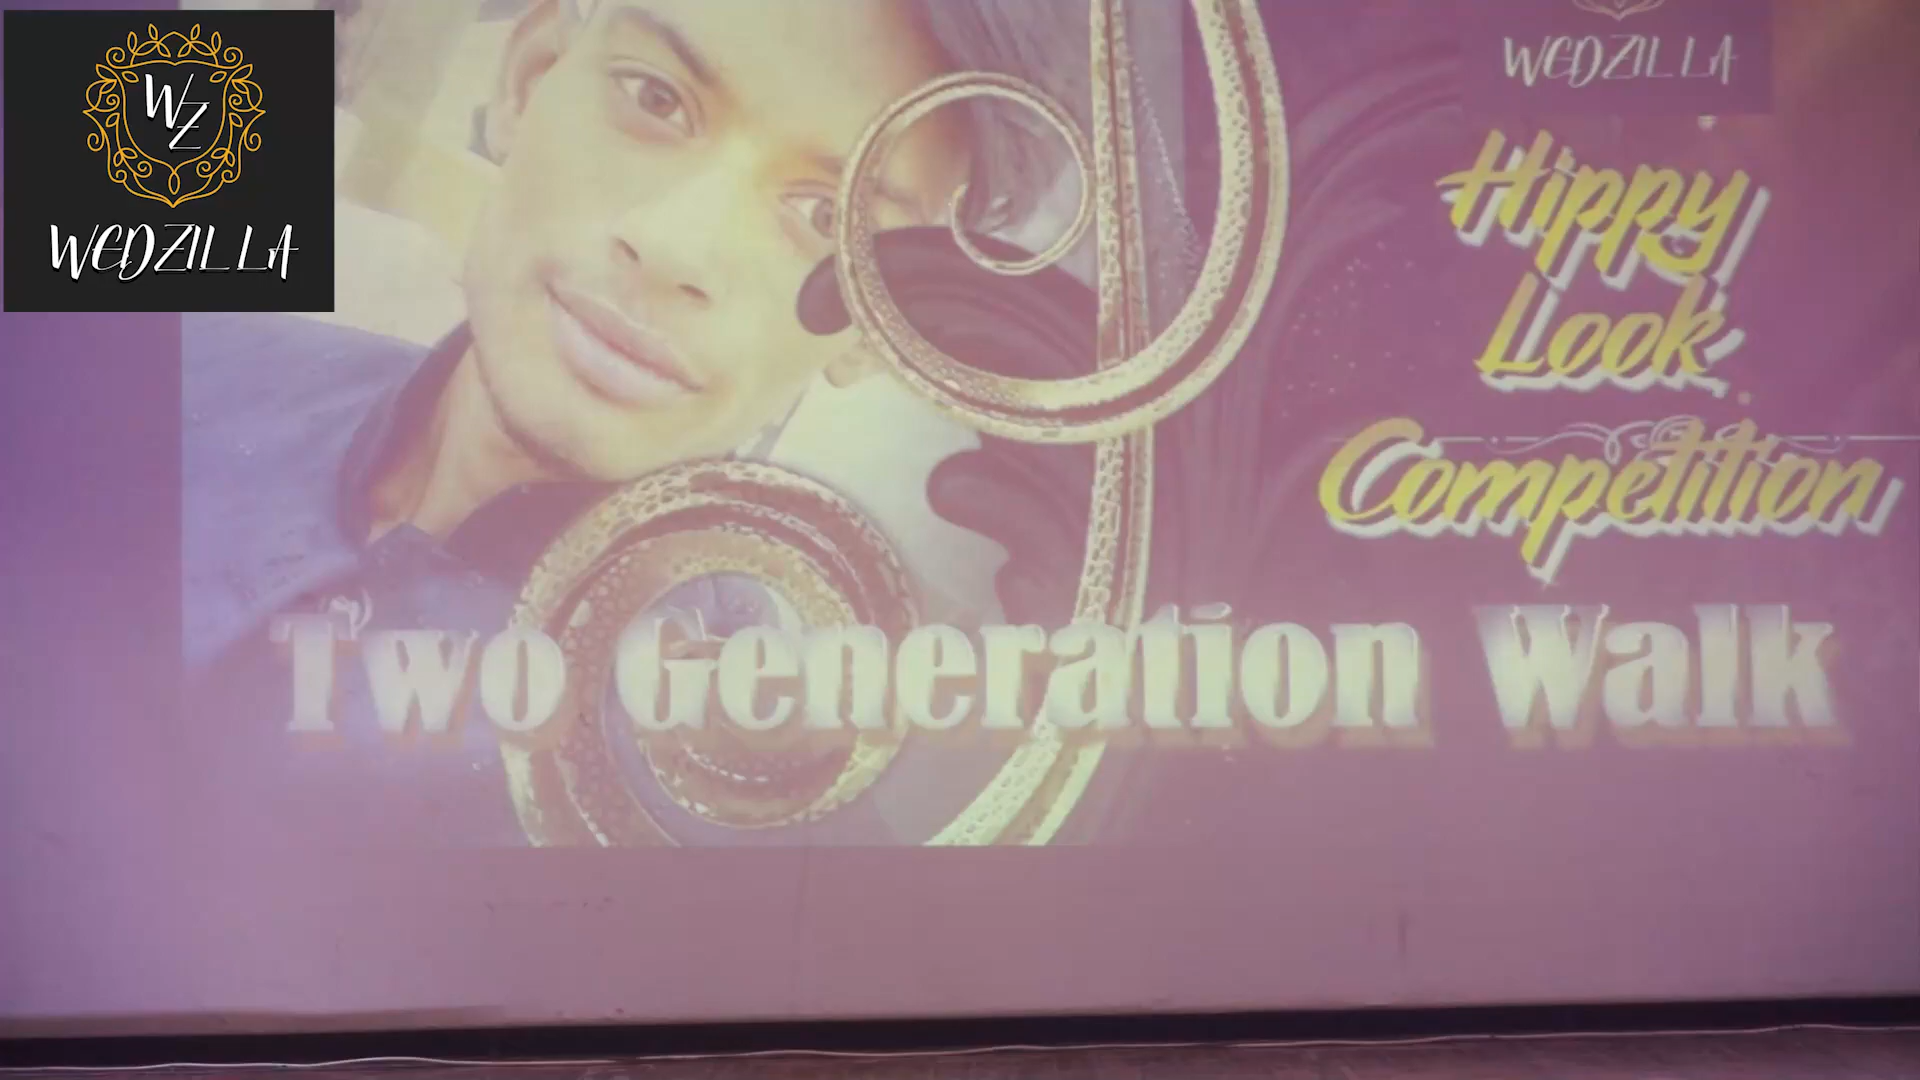 WZ
WEDZILLA
WEDZILLA
Hippy
Look
Competition
Two Generation Walk